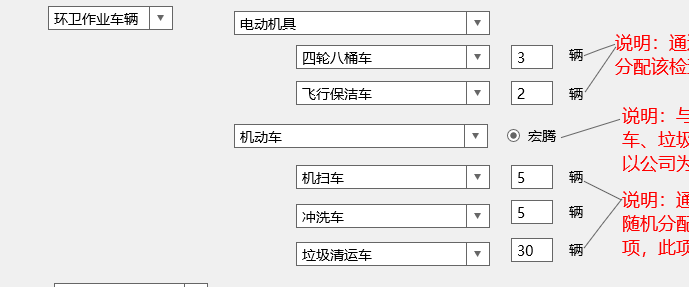 环卫作业车辆
电动机具
四轮八桶车 3 辆
飞行保洁车 2 辆
机动车 宏腾
机扫车 5 辆
冲洗车 5 辆
垃圾清运车 30 辆
说明：通
分配该检
说明：与
车、垃圾
以公司为
说明：通
随机分配
项，此项